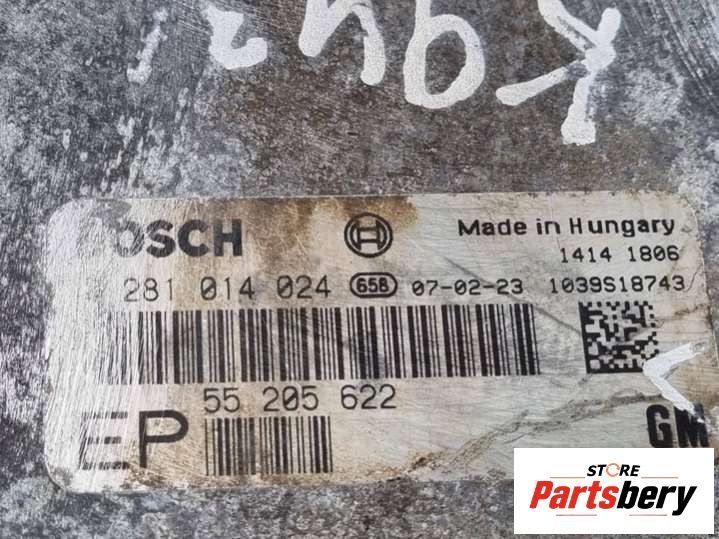 BOSCH
Made in Hungary
1414 1806
281 014 024 658 07-02-23 1039S18743
55 205 622
EP
GM
STORE
Partsbery